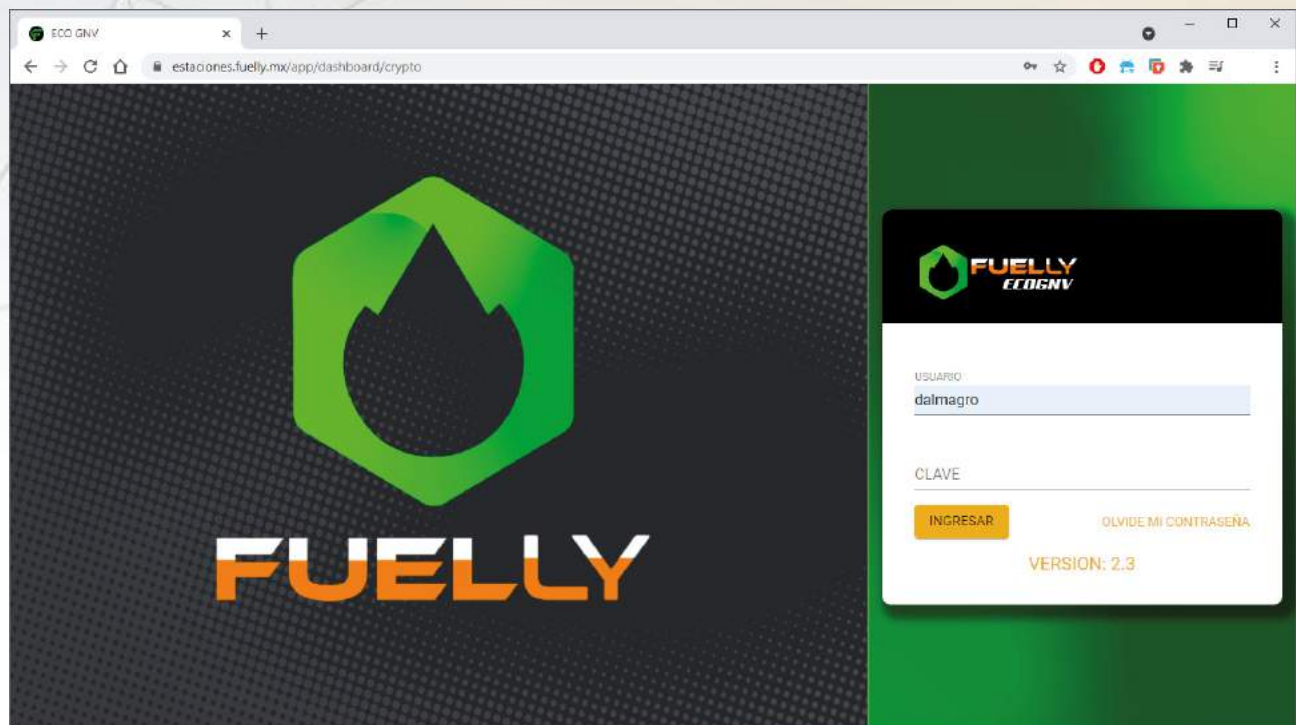 ECO GNV
estaciones.fuelly.mx/app/dashboard/crypto
FUELLY
FUELLY
ECOGNV
USUARIO
dalmagro
CLAVE
INGRESAR
OLVIDE MI CONTRASEÑA
VERSION: 2.3